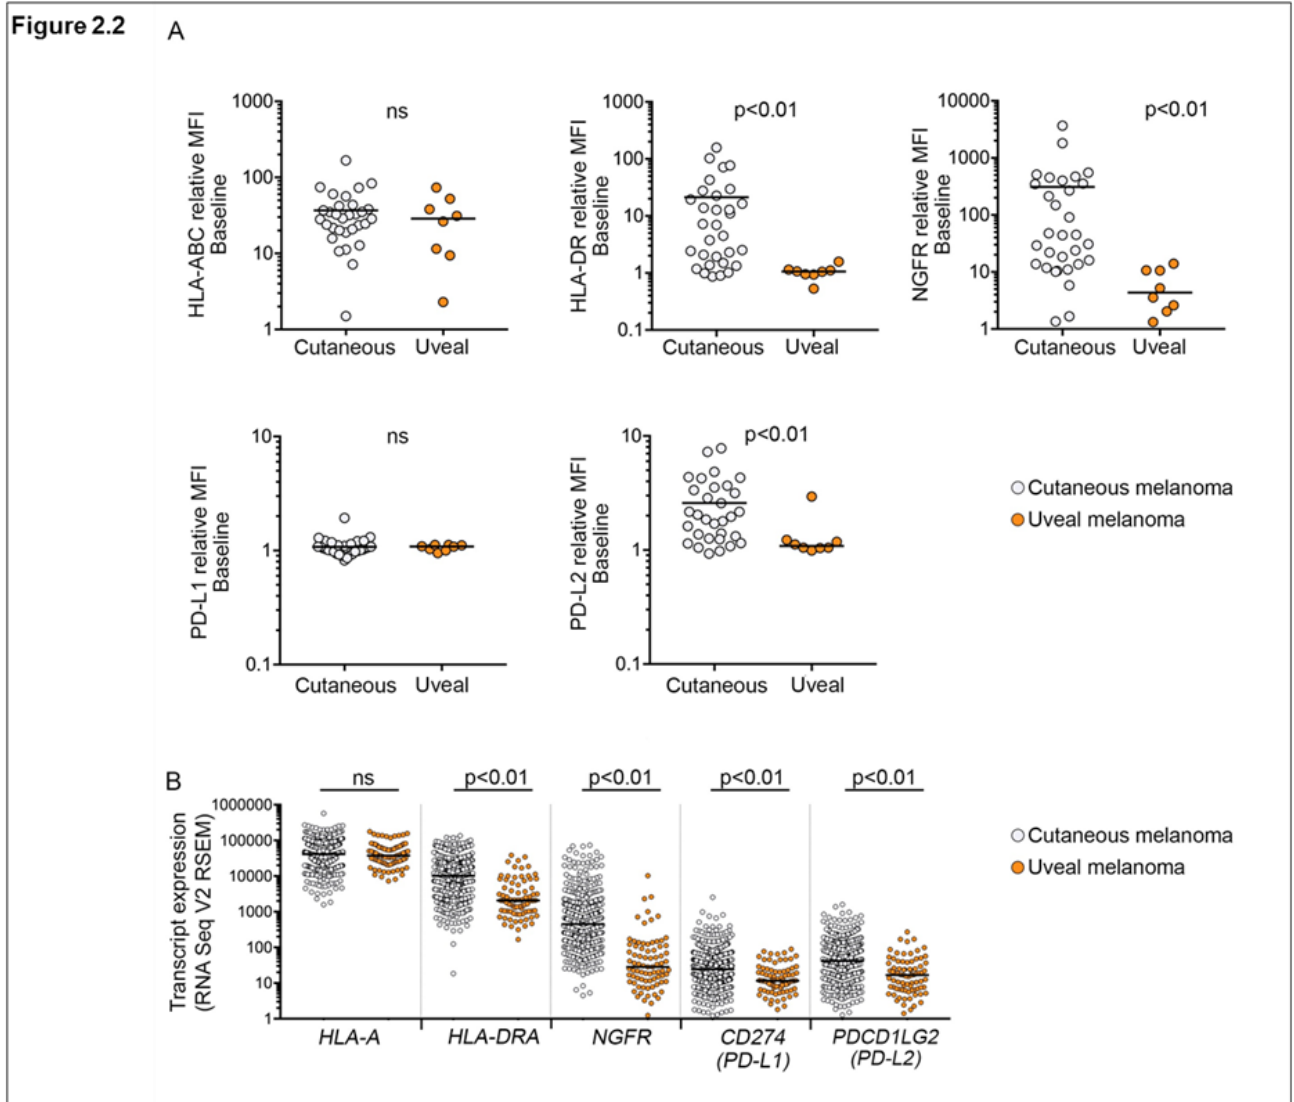 Figure 2.2
A
HLA-ABC relative MFI
Baseline
1000
100
10
1
ns
Cutaneous Uveal
HLA-DR relative MFI
Baseline
1000
100
10
1
0.1
p<0.01
Cutaneous Uveal
NGFR relative MFI
Baseline
10000
1000
100
10
1
p<0.01
Cutaneous Uveal
PD-L1 relative MFI
Baseline
10
1
0.1
ns
Cutaneous Uveal
PD-L2 relative MFI
Baseline
10
1
0.1
p<0.01
Cutaneous Uveal
Cutaneous melanoma
Uveal melanoma
B
ns p<0.01 p<0.01 p<0.01 p<0.01
Transcript expression
(RNA Seq V2 RSEM)
1000000
100000
10000
1000
100
10
1
HLA-A HLA-DRA NGFR CD274 PDCD1LG2
(PD-L1) (PD-L2)
Cutaneous melanoma
Uveal melanoma